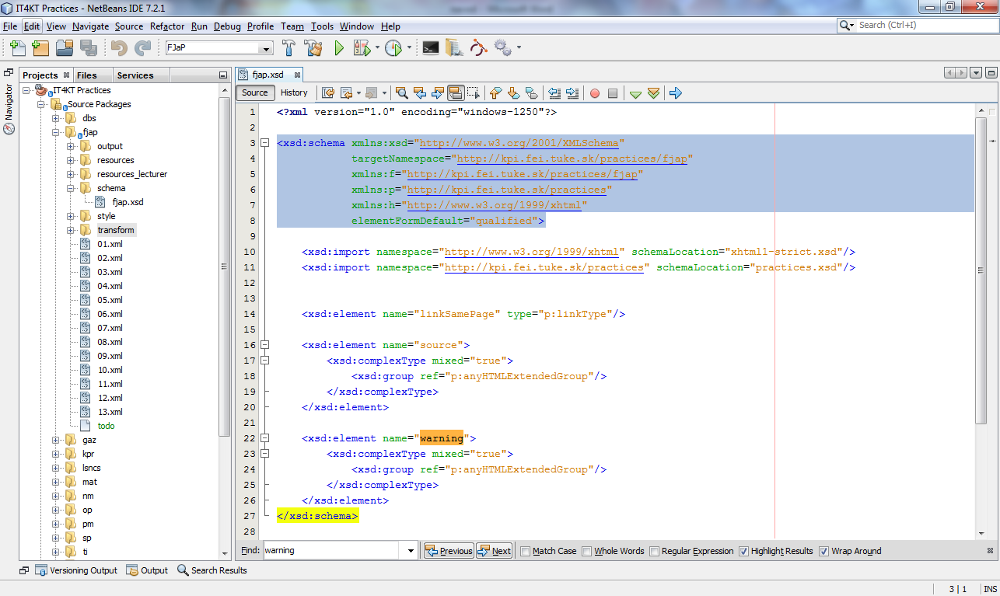 IT4KT Practices - NetBeans IDE 7.2.1
File Edit View Navigate Source Refactor Run Debug Profile Team Tools Window Help
Search (Ctrl+I)
FJaP
Projects Files Services
Navigator
IT4KT Practices
Source Packages
dbs
fjap
output
resources
resources_lecturer
schema
fjap.xsd
style
transform
01.xml
02.xml
03.xml
04.xml
05.xml
06.xml
07.xml
08.xml
09.xml
10.xml
11.xml
12.xml
13.xml
todo
gaz
kpr
lsncs
mat
nm
op
pm
sp
ti
fjap.xsd
Source History
1 <?xml version="1.0" encoding="windows-1250"?>
2
3 <xsd:schema xmlns:xsd="http://www.w3.org/2001/XMLSchema"
4 targetNamespace="http://kpi.fei.tuke.sk/practices/fjap"
5 xmlns:f="http://kpi.fei.tuke.sk/practices/fjap"
6 xmlns:p="http://kpi.fei.tuke.sk/practices"
7 xmlns:h="http://www.w3.org/1999/xhtml"
8 elementFormDefault="qualified">
9
10 <xsd:import namespace="http://www.w3.org/1999/xhtml" schemaLocation="xhtml1-strict.xsd"/>
11 <xsd:import namespace="http://kpi.fei.tuke.sk/practices" schemaLocation="practices.xsd"/>
12
13
14 <xsd:element name="linkSamePage" type="p:linkType"/>
15
16 <xsd:element name="source">
17 <xsd:complexType mixed="true">
18 <xsd:group ref="p:anyHTMLExtendedGroup"/>
19 </xsd:complexType>
20 </xsd:element>
21
22 <xsd:element name="warning">
23 <xsd:complexType mixed="true">
24 <xsd:group ref="p:anyHTMLExtendedGroup"/>
25 </xsd:complexType>
26 </xsd:element>
27 </xsd:schema>
28
Find: warning Previous Next Match Case Whole Words Regular Expression Highlight Results Wrap Around
Versioning Output Output Search Results
3 | 1 INS